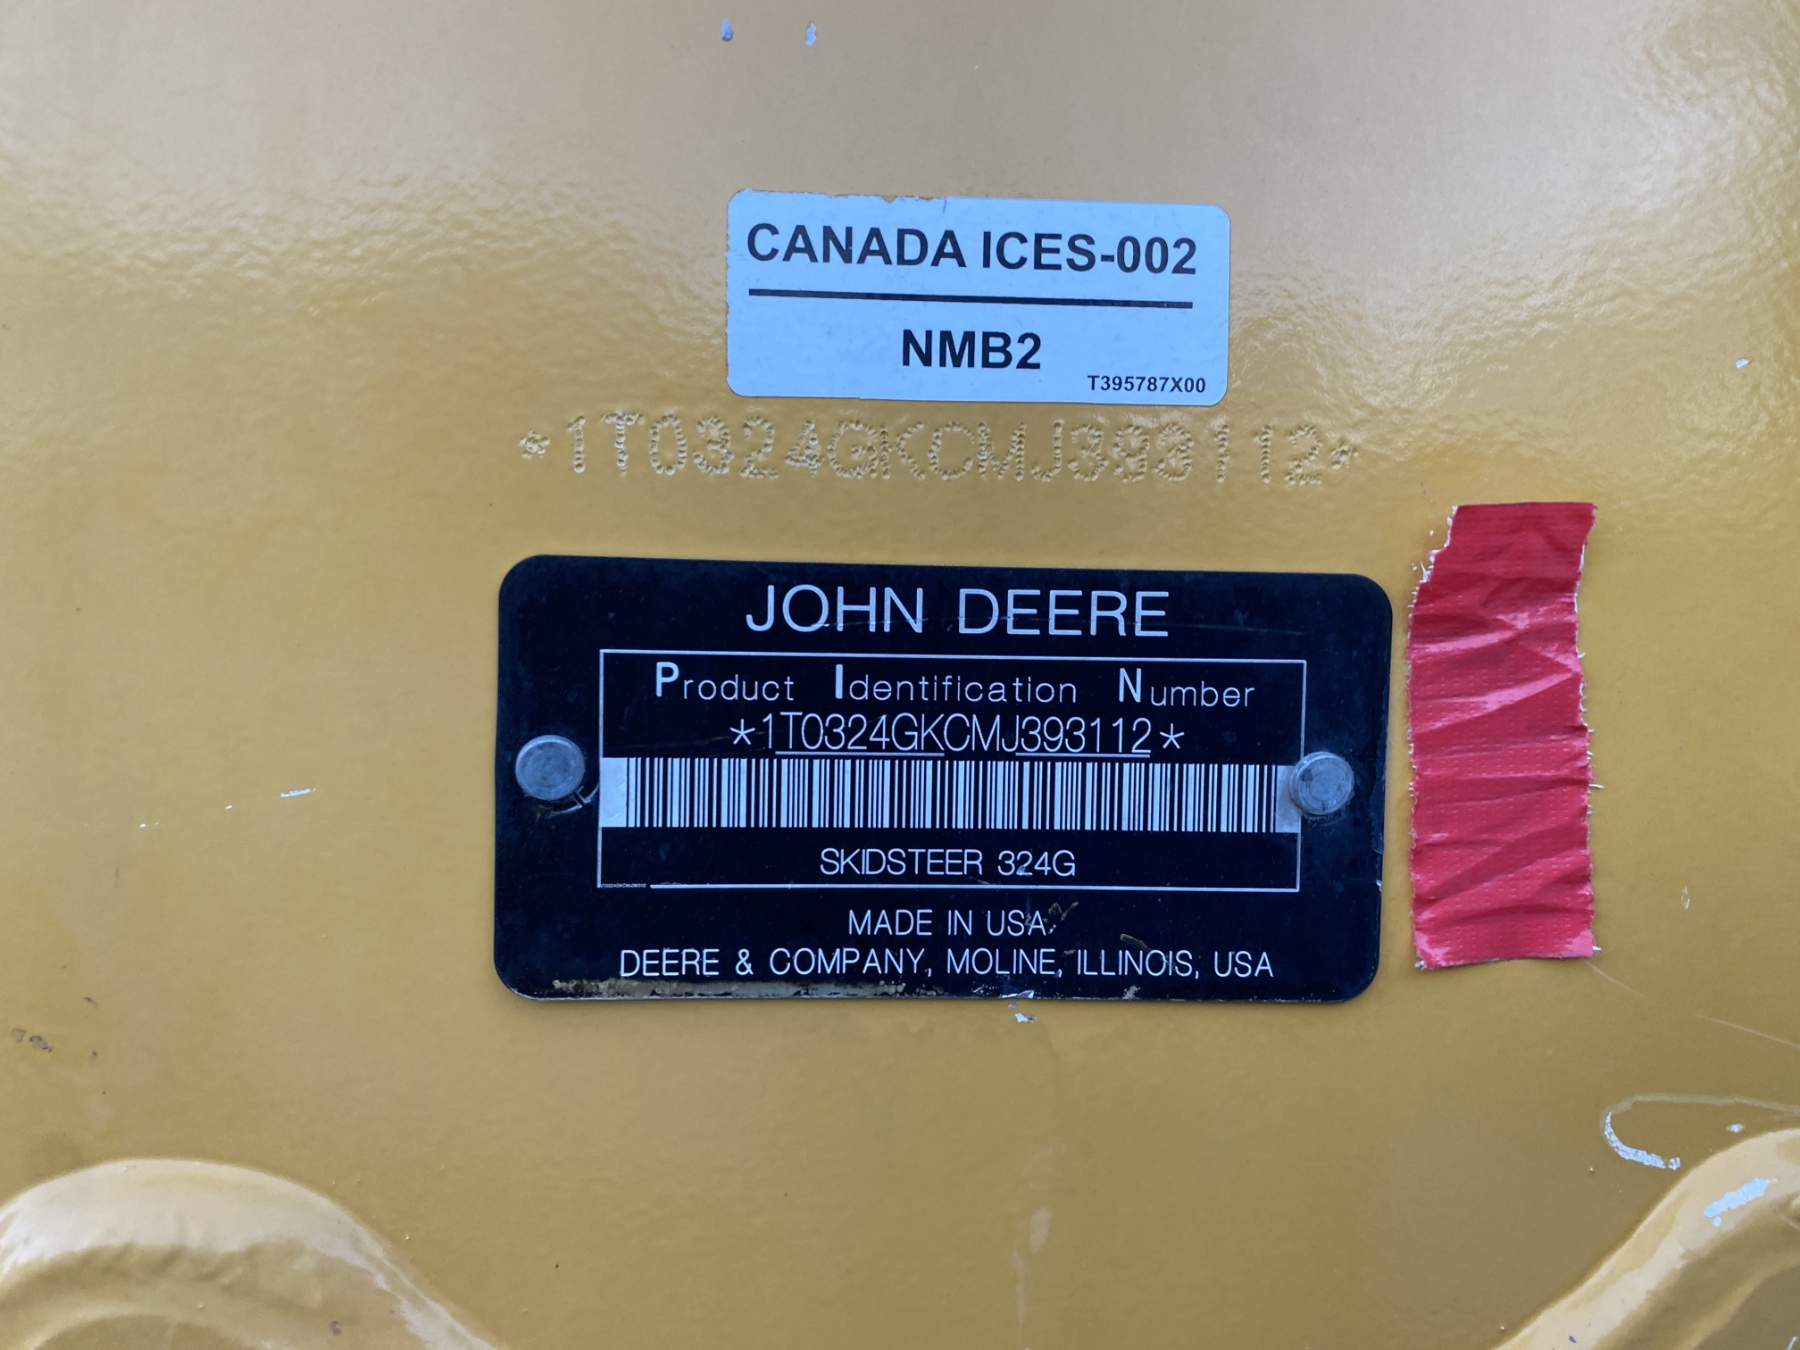 CANADA ICES-002
NMB2
T395787X00
*1T0324GKCMJ393112*
JOHN DEERE
Product Identification Number
*1T0324GKCMJ393112*
SKIDSTEER 324G
MADE IN USA
DEERE & COMPANY, MOLINE, ILLINOIS, USA